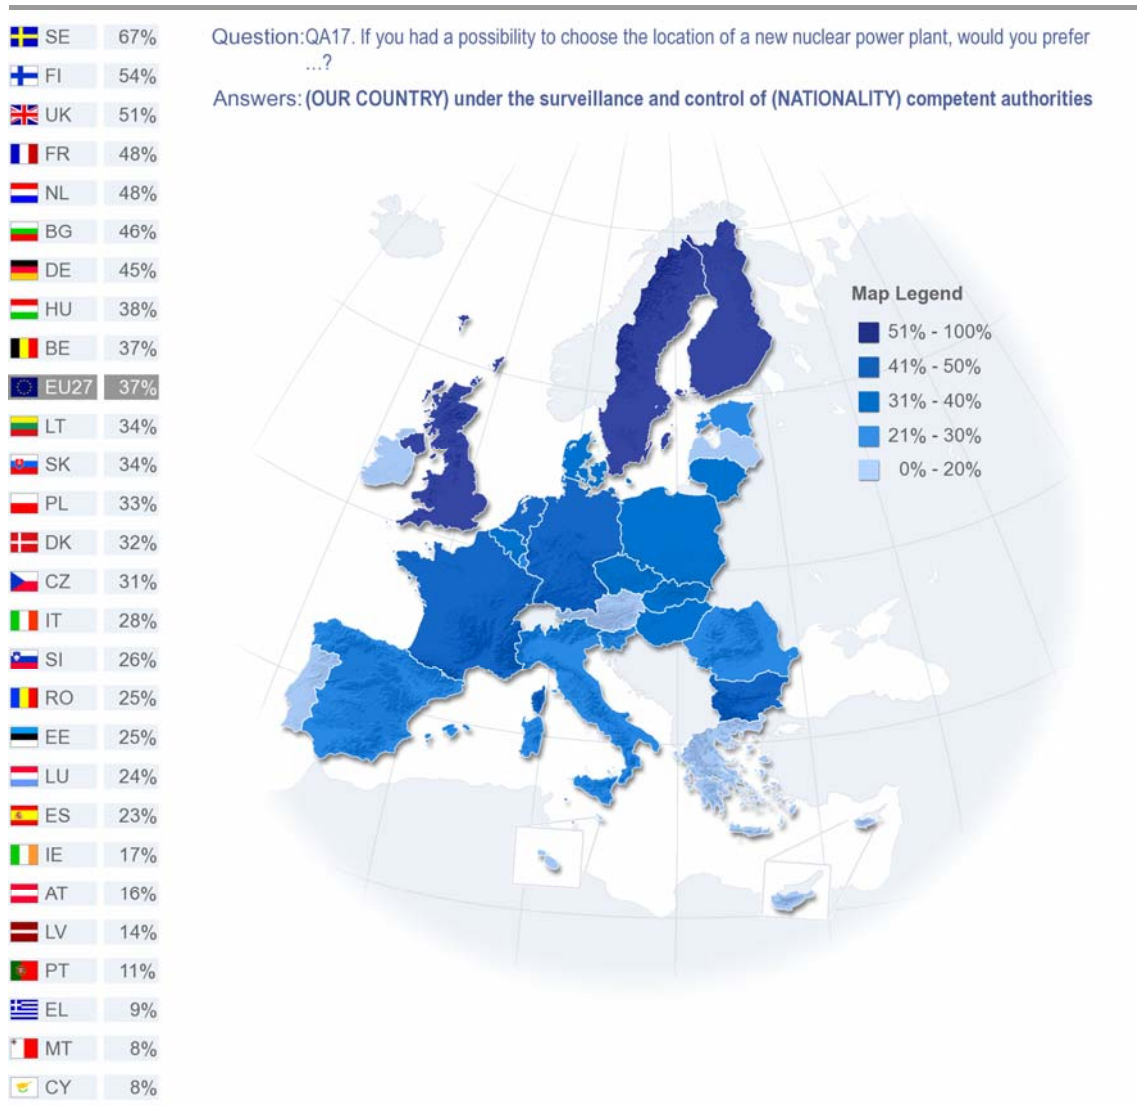 Question:QA17. If you had a possibility to choose the location of a new nuclear power plant, would you prefer
...?
Answers: (OUR COUNTRY) under the surveillance and control of (NATIONALITY) competent authorities
SE 67%
FI 54%
UK 51%
FR 48%
NL 48%
BG 46%
DE 45%
HU 38%
BE 37%
EU27 37%
LT 34%
SK 34%
PL 33%
DK 32%
CZ 31%
IT 28%
SI 26%
RO 25%
EE 25%
LU 24%
ES 23%
IE 17%
AT 16%
LV 14%
PT 11%
EL 9%
MT 8%
CY 8%
Map Legend
51% - 100%
41% - 50%
31% - 40%
21% - 30%
0% - 20%